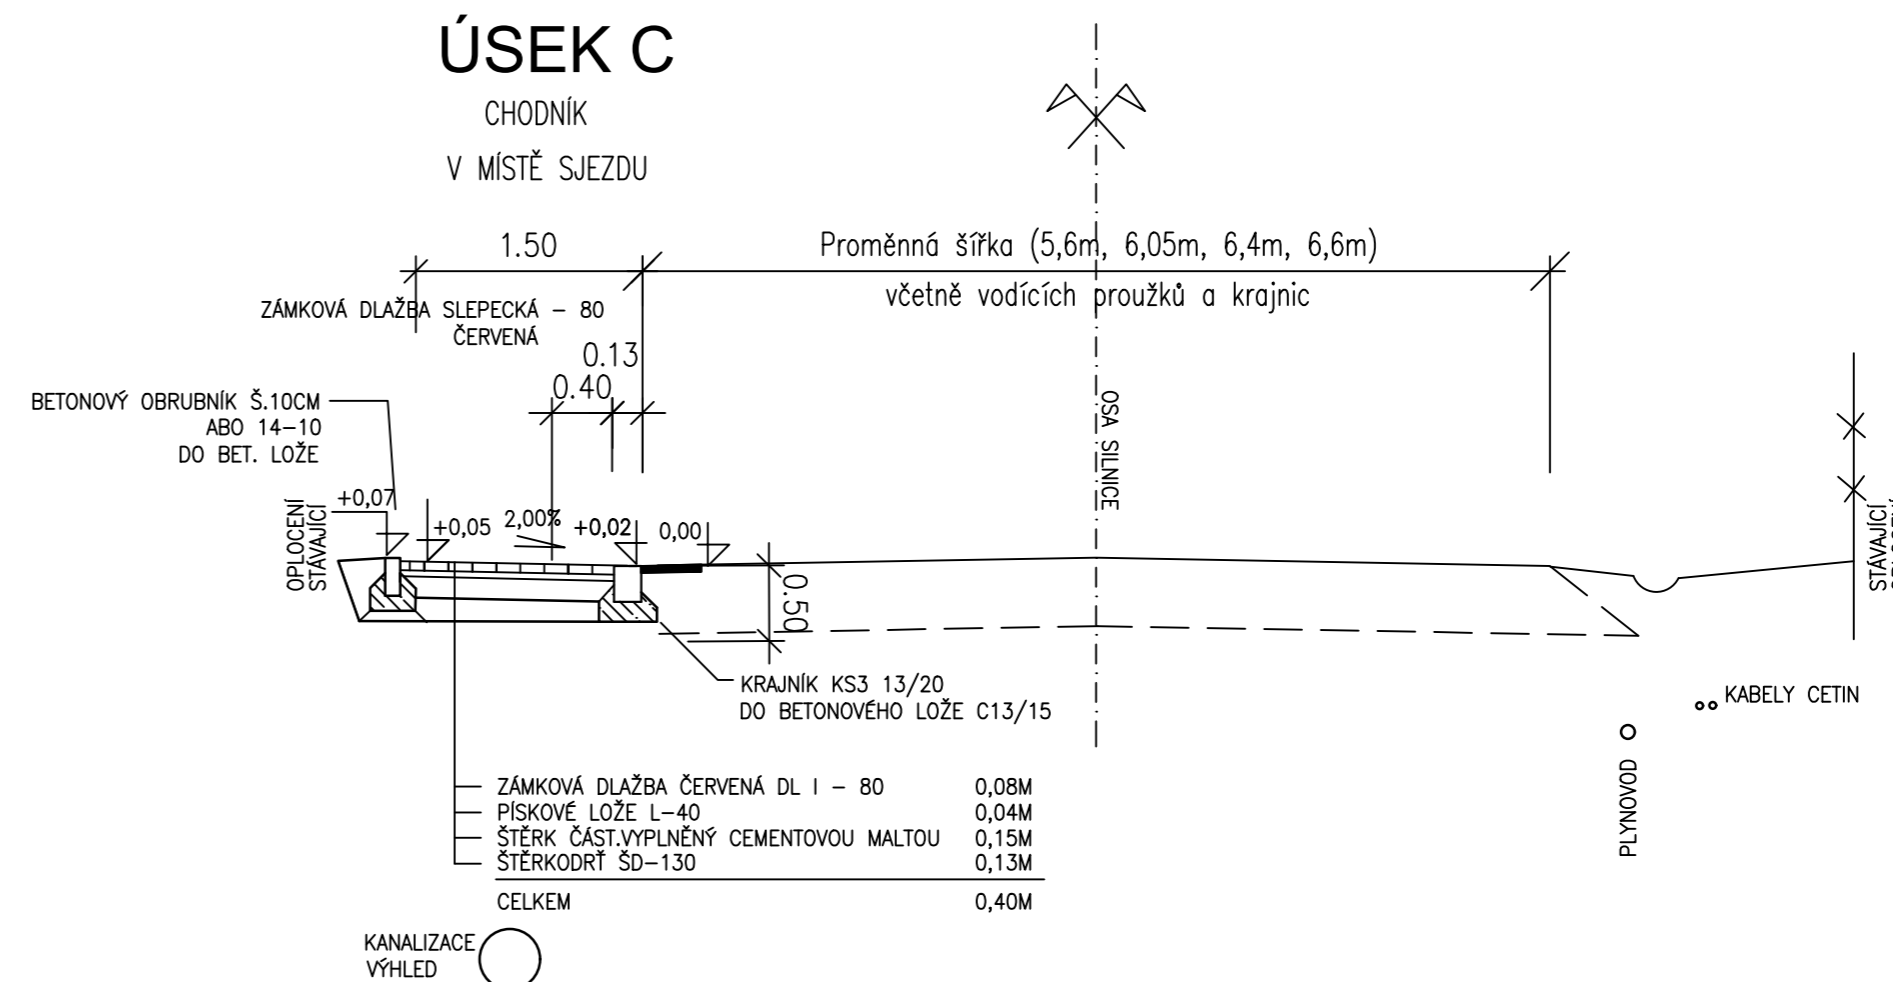 ÚSEK C
CHODNÍK
V MÍSTĚ SJEZDU
1.50
Proměnná šířka (5,6m, 6,05m, 6,4m, 6,6m)
včetně vodících proužků a krajnic
ZÁMKOVÁ DLAŽBA SLEPECKÁ – 80
ČERVENÁ
0.13
0.40
BETONOVÝ OBRUBNÍK Š.10CM
ABO 14–10
DO BET. LOŽE
OSA SILNICE
OPLOCENÍ
STÁVAJÍCÍ
+0,07
+0,05
2,00%
+0,02
0,00
0.50
STÁVAJÍCÍ
KRAJNÍK KS3 13/20
DO BETONOVÉHO LOŽE C13/15
KABELY CETIN
PLYNOVOD
ZÁMKOVÁ DLAŽBA ČERVENÁ DL I – 80 0,08M
PÍSKOVÉ LOŽE L–40 0,04M
ŠTĚRK ČÁST.VYPLNĚNÝ CEMENTOVOU MALTOU 0,15M
ŠTĚRKODRŤ ŠD–130 0,13M
CELKEM 0,40M
KANALIZACE
VÝHLED